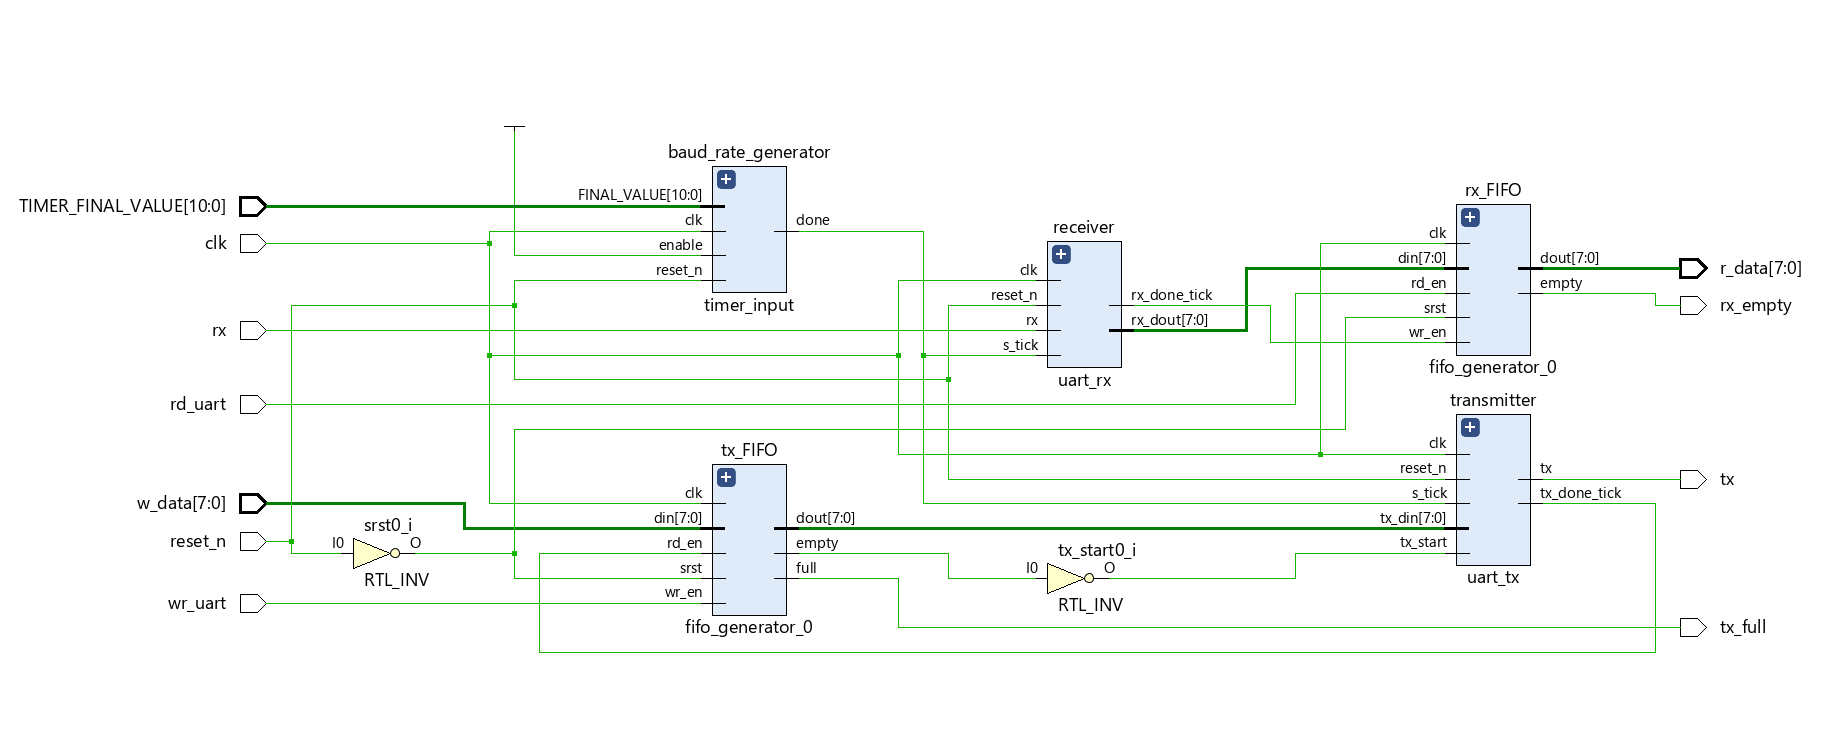 baud_rate_generator
TIMER_FINAL_VALUE[10:0]
FINAL_VALUE[10:0]
clk
clk
enable
reset_n
done
timer_input
rx
rd_uart
receiver
clk
reset_n
rx
s_tick
rx_done_tick
rx_dout[7:0]
uart_rx
rx_FIFO
clk
din[7:0]
rd_en
srst
wr_en
dout[7:0]
empty
fifo_generator_0
r_data[7:0]
rx_empty
transmitter
clk
reset_n
s_tick
tx_din[7:0]
tx_start
tx
tx_done_tick
uart_tx
tx
tx_FIFO
clk
din[7:0]
rd_en
srst
wr_en
dout[7:0]
empty
full
fifo_generator_0
w_data[7:0]
reset_n
srst0_i
I0
O
RTL_INV
wr_uart
tx_start0_i
I0
O
RTL_INV
tx_full